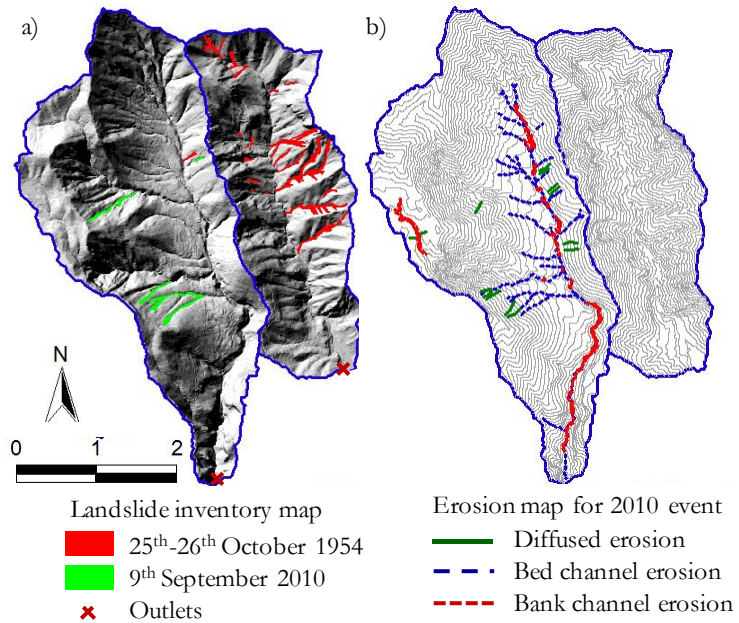 a)
b)
N
0 1 2
Landslide inventory map
25th-26th October 1954
9th September 2010
Outlets
Erosion map for 2010 event
Diffused erosion
Bed channel erosion
Bank channel erosion